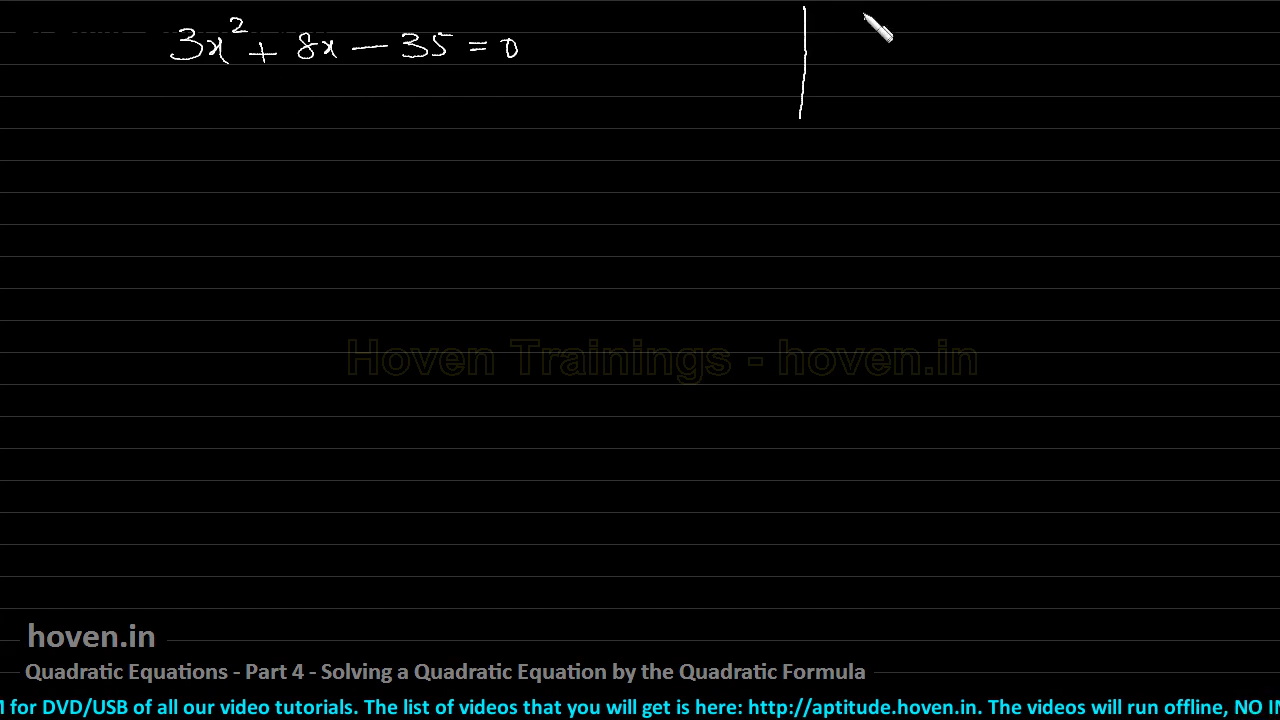 3x² + 8x – 35 = 0
Hoven Trainings - hoven.in
hoven.in
Quadratic Equations - Part 4 - Solving a Quadratic Equation by the Quadratic Formula
for DVD/USB of all our video tutorials. The list of videos that you will get is here: http://aptitude.hoven.in. The videos will run offline, NO